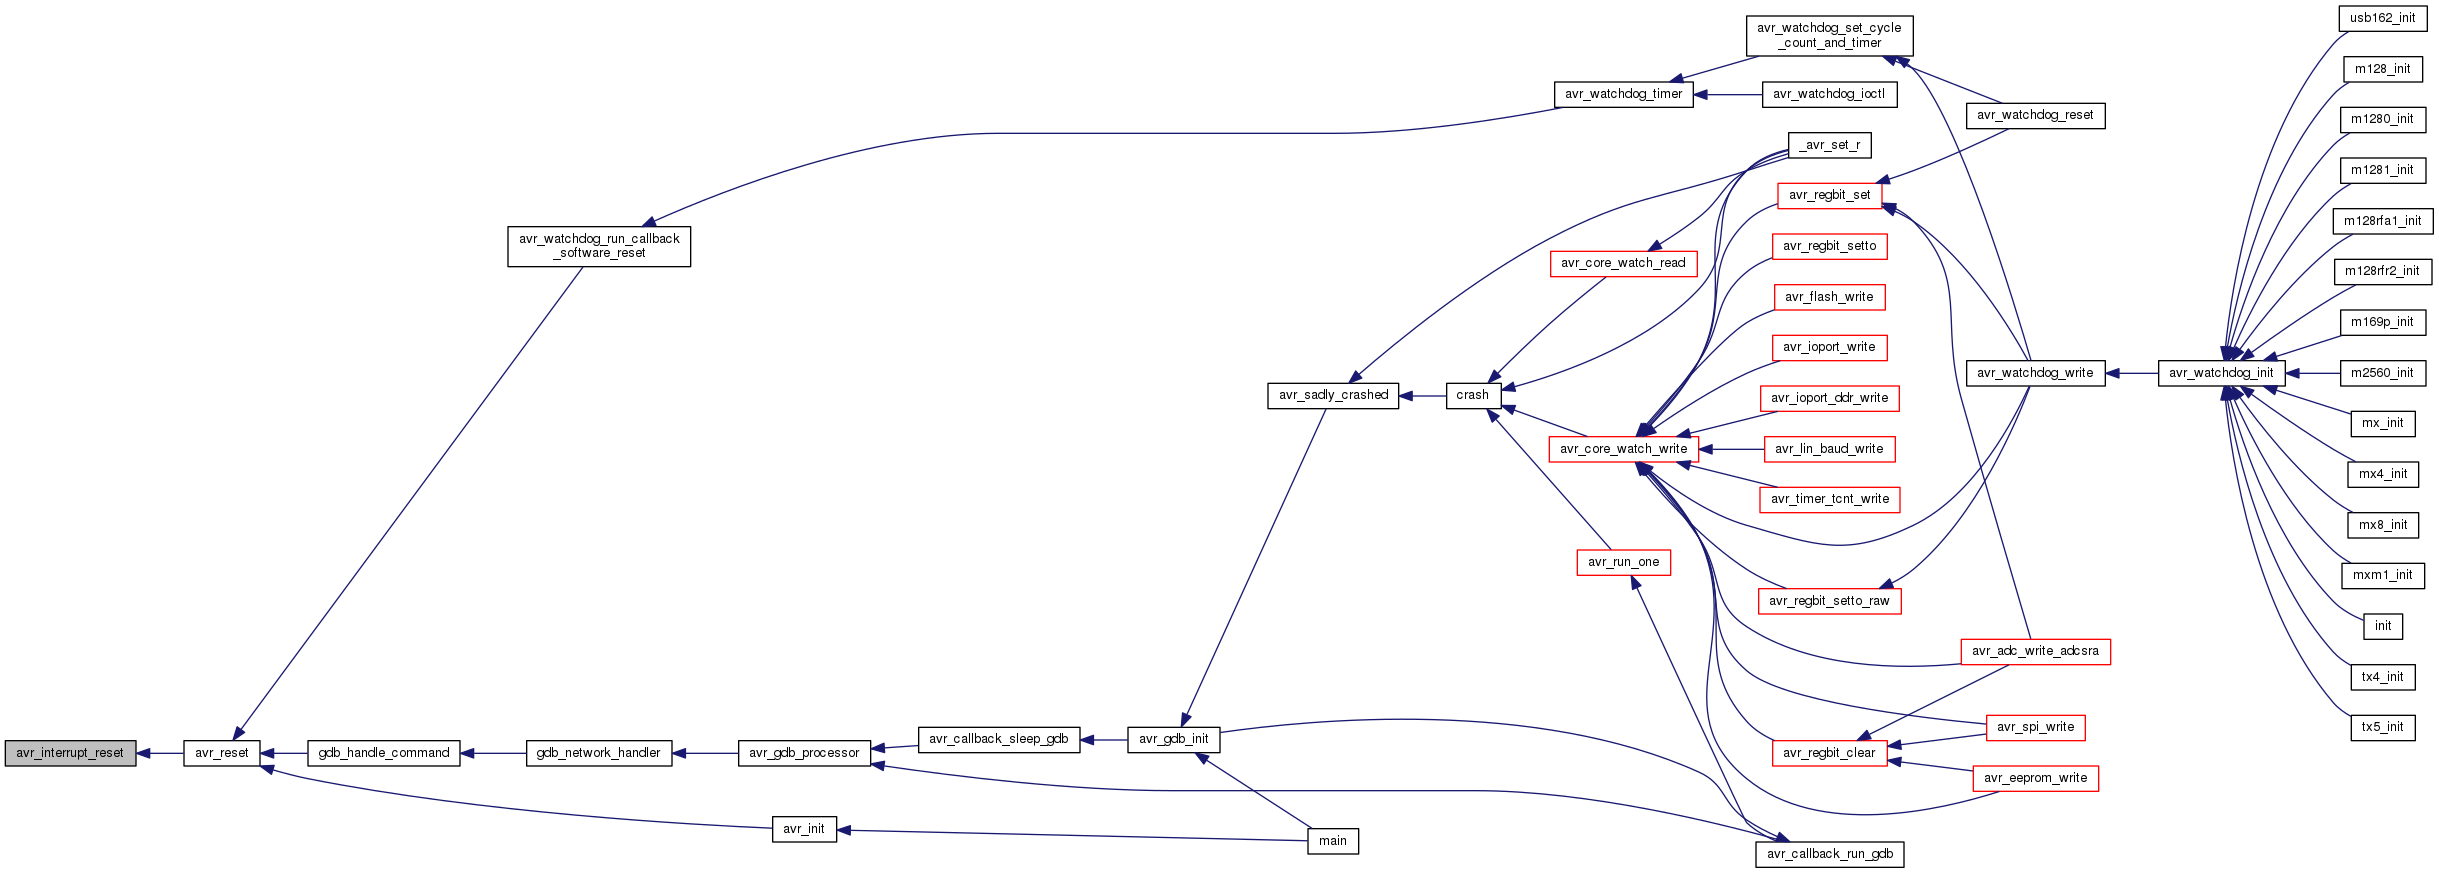 avr_interrupt_reset
avr_reset
avr_watchdog_run_callback
_software_reset
gdb_handle_command
gdb_network_handler
avr_gdb_processor
avr_init
avr_callback_sleep_gdb
avr_gdb_init
main
avr_sadly_crashed
crash
avr_watchdog_timer
avr_core_watch_read
avr_core_watch_write
avr_run_one
avr_watchdog_set_cycle
_count_and_timer
avr_watchdog_ioctl
_avr_set_r
avr_regbit_set
avr_regbit_setto
avr_flash_write
avr_ioport_write
avr_ioport_ddr_write
avr_lin_baud_write
avr_timer_tcnt_write
avr_regbit_setto_raw
avr_regbit_clear
avr_callback_run_gdb
avr_watchdog_reset
avr_watchdog_write
avr_adc_write_adcsra
avr_spi_write
avr_eeprom_write
avr_watchdog_init
usb162_init
m128_init
m1280_init
m1281_init
m128rfa1_init
m128rfr2_init
m169p_init
m2560_init
mx_init
mx4_init
mx8_init
mxm1_init
init
tx4_init
tx5_init